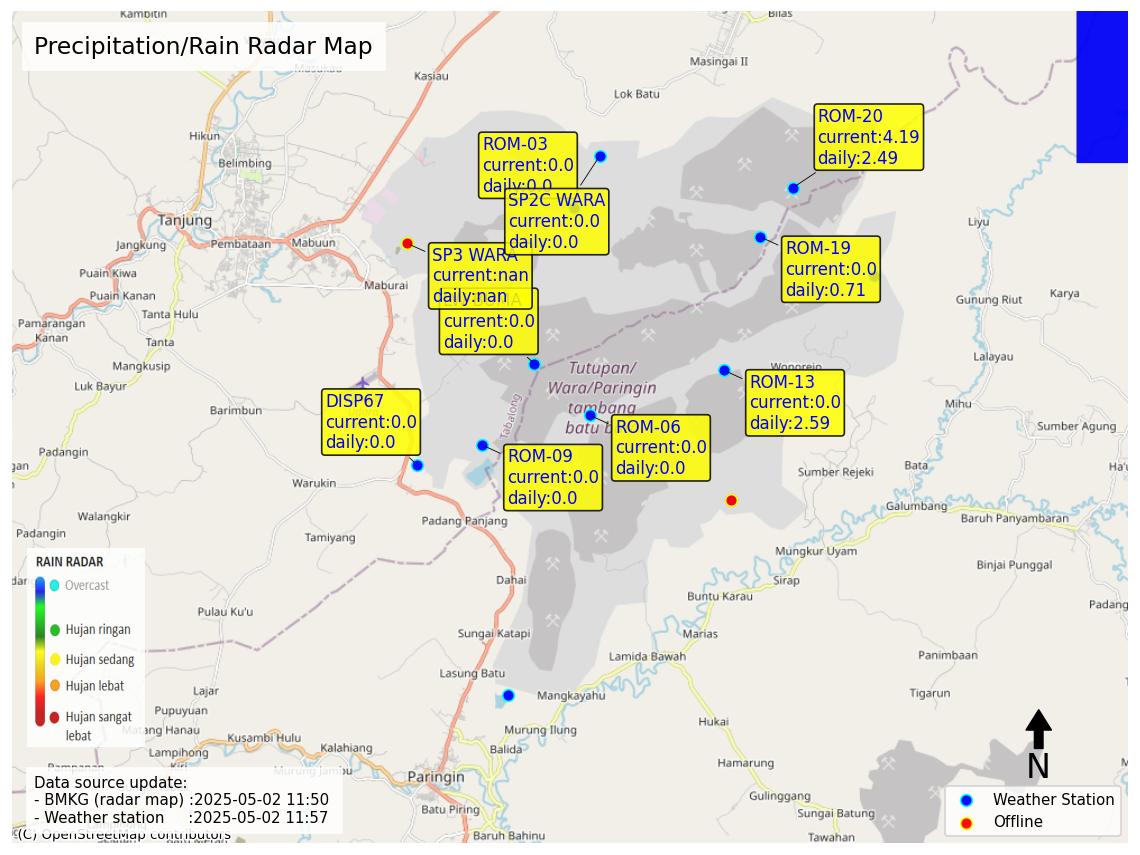 Kambitin
Bilas
Precipitation/Rain Radar Map
Masingai II
Kasiau
Lok Batu
Hikun
Belimbing
ROM-20
current:4.19
daily:2.49
ROM-03
current:0.0
daily:0.0
SP2C WARA
current:0.0
daily:0.0
Tanjung
Jangkung
Pembataan
Mabuun
Liyu
SP3 WARA
current:nan
daily:nan
ROM-19
current:0.0
daily:0.71
Puain Kiwa
Puain Kanan
Maburai
Gunung Riut
Karya
Tanta Hulu
current:0.0
daily:0.0
Pamarangan
Kanan
Tanta
Mangkusip
Lalayau
Luk Bayur
Tutupan/
Wara/Paringin
tambang
batu b
Wonorejo
Tabalong
ROM-13
current:0.0
daily:2.59
DISP67
current:0.0
daily:0.0
Barimbun
Mihu
ROM-06
current:0.0
daily:0.0
Sumber Agung
Padangin
ROM-09
current:0.0
daily:0.0
Bata
Sumber Rejeki
Warukin
Galumbang
Baruh Panyambaran
Walangkir
Padang Panjang
Padangin
Tamiyang
Mungkur Uyam
Binjai Punggal
RAIN RADAR
Overcast
Hujan ringan
Hujan sedang
Hujan lebat
Hujan sangat
lebat
Dahai
Sirap
Buntu Karau
Padang
Pulau Ku'u
Sungai Katapi
Marias
Lamida Bawah
Panimbaan
Lasung Batu
Lajar
Mangkayahu
Tigarun
Pupuyuan
Matang Hanau
Murung Ilung
Hukai
Kusambi Hulu
Kalahiang
Lampihong
Kiri
Balida
Hamarung
Murung Jambu
Paringin
N
Data source update:
- BMKG (radar map) :2025-05-02 11:50
- Weather station :2025-05-02 11:57
Gulinggang
Batu Piring
Sungai Batung
Weather Station
Offline
(C) OpenStreetMap contributors
Baruh Bahinu
Tawahan